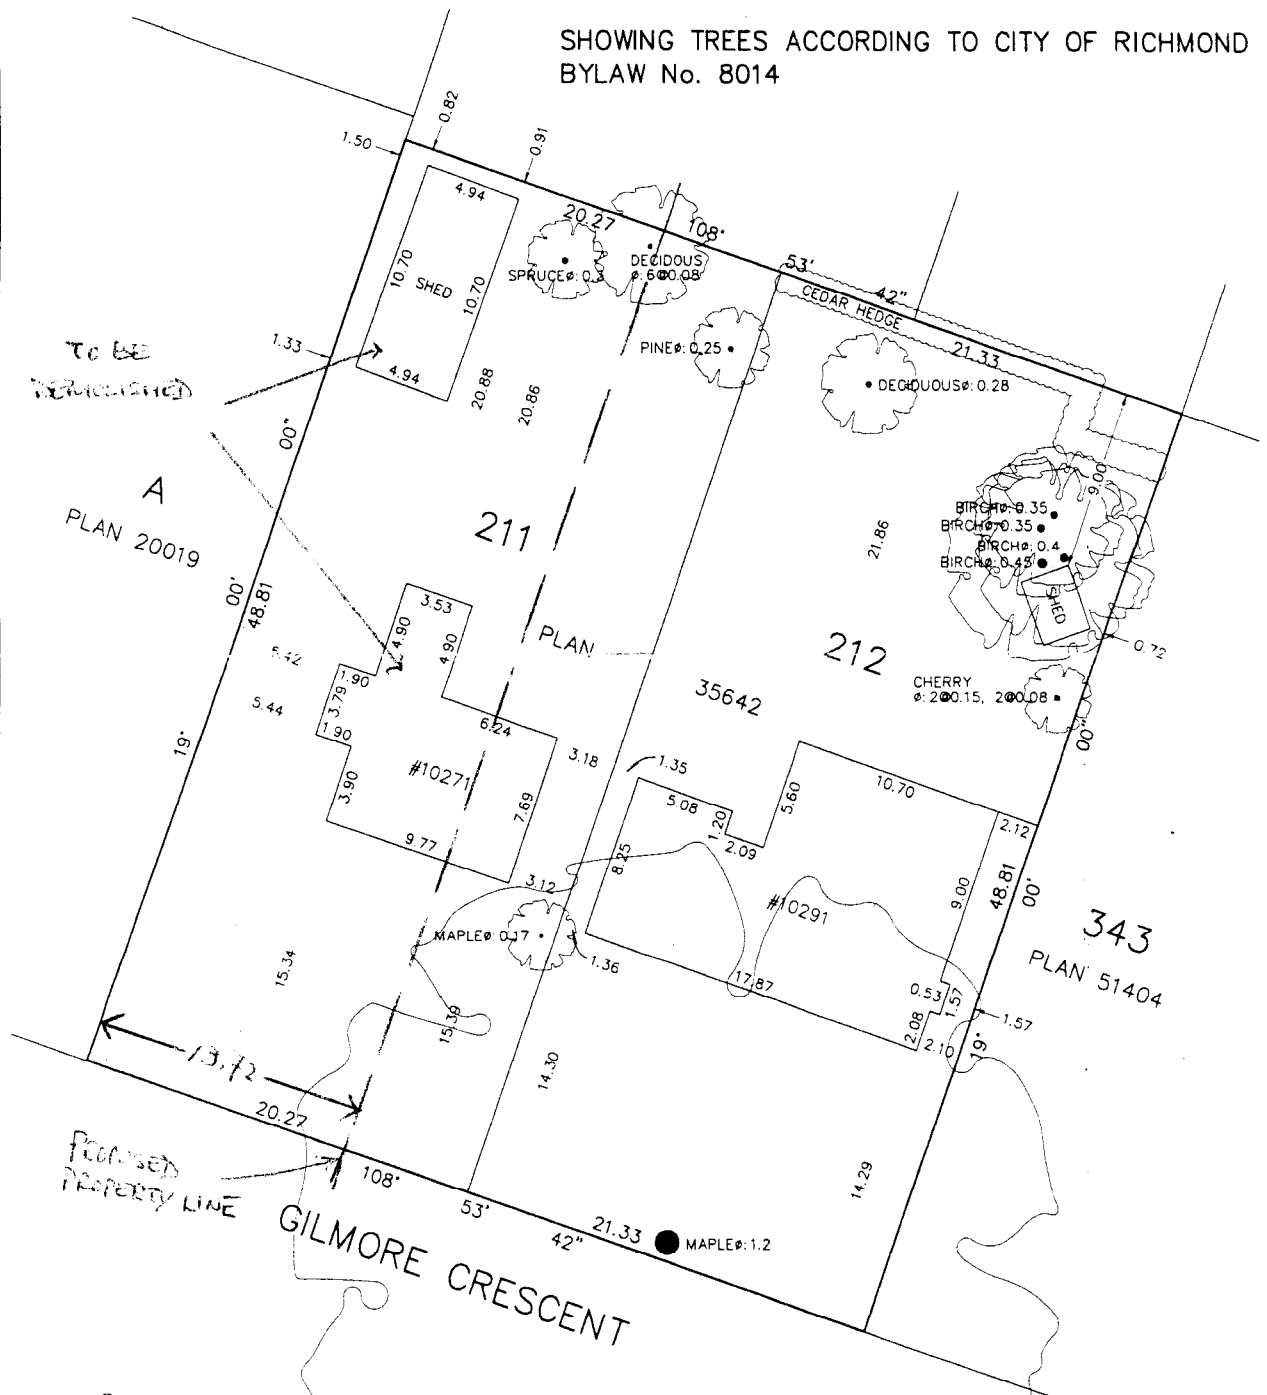 SHOWING TREES ACCORDING TO CITY OF RICHMOND
BYLAW No. 8014
0.82
0.91
1.50
4.94
20.27
108°
SPRUCEø: 0.3
DECIDOUS
ø: 6@0.08
53'
42"
CEDAR HEDGE
21.33
10.70
SHED
10.70
1.33
4.94
PINEø: 0.25
DECIDUOUSø: 0.28
TO BE
DEMOLISHED
20.88
20.86
00"
9.00
A
PLAN 20019
211
BIRCHø: 0.35
BIRCHø: 0.35
BIRCHø: 0.4
BIRCHø: 0.45
21.86
SHED
0.72
00'
48.81
3.53
4.90
4.90
PLAN
212
5.42
1.90
3.79
5.44
1.90
35642
CHERRY
ø: 2@0.15, 2@0.08
00"
19°
6.24
3.18
#10271
3.90
7.69
1.35
5.08
1.20
2.09
5.60
10.70
2.12
9.77
8.25
3.12
9.00
48.81
00'
#10291
343
PLAN 51404
MAPLEø: 0.17
1.36
17.87
0.53
1.57
1.57
2.08
2.10
19°
15.34
15.39
14.30
13.72
20.27
PROPOSED
PROPERTY LINE
108°
53'
42"
21.33
MAPLEø: 1.2
14.29
GILMORE CRESCENT